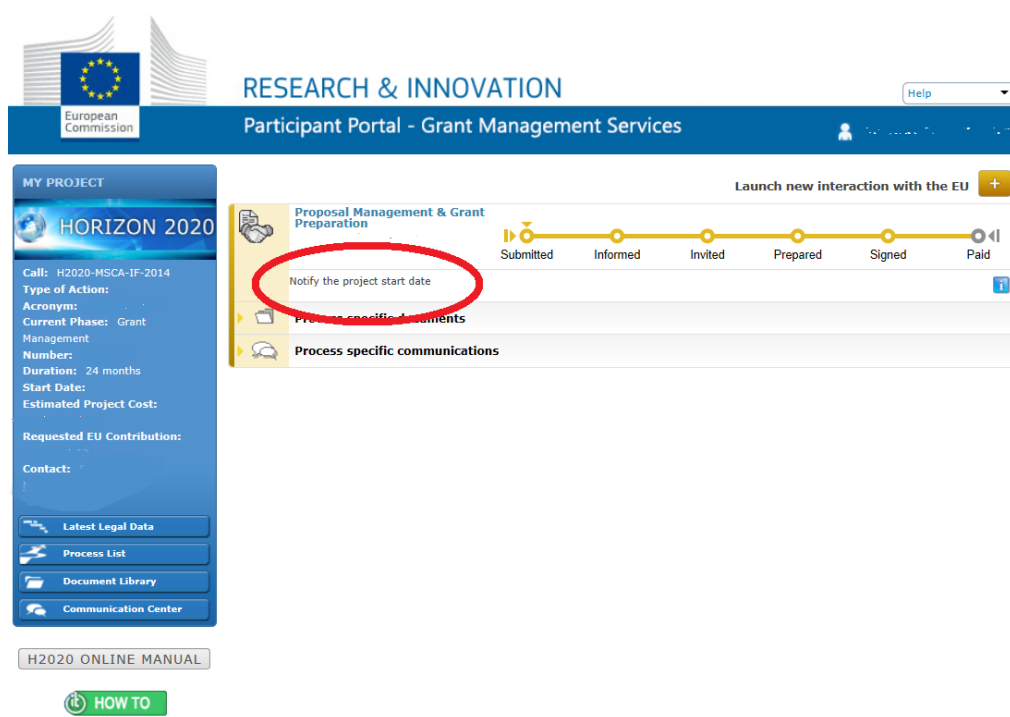 European
Commission
RESEARCH & INNOVATION
Help
Participant Portal - Grant Management Services
MY PROJECT
HORIZON 2020
Call: H2020-MSCA-IF-2014
Type of Action:
Acronym:
Current Phase: Grant
Management
Number:
Duration: 24 months
Start Date:
Estimated Project Cost:
Requested EU Contribution:
Contact:
Latest Legal Data
Process List
Document Library
Communication Center
H2020 ONLINE MANUAL
HOW TO
Launch new interaction with the EU +
Proposal Management & Grant
Preparation
Submitted Informed Invited Prepared Signed Paid
Notify the project start date
Process specific documents
Process specific communications